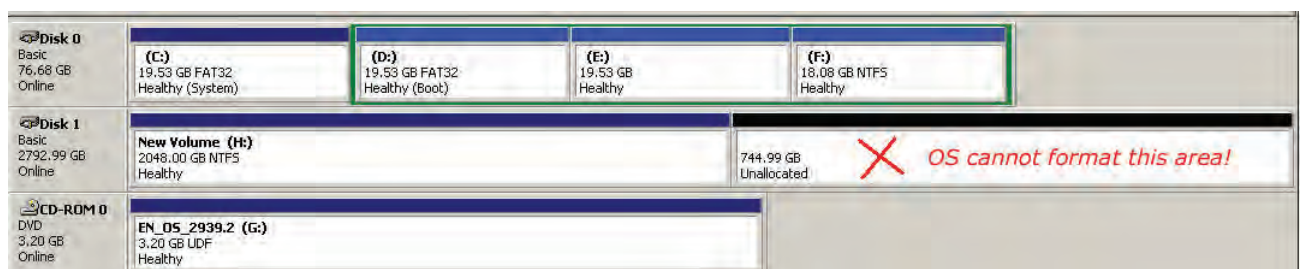 Disk 0
Basic
76.68 GB
Online
(C:)
19.53 GB FAT32
Healthy (System)
(D:)
19.53 GB FAT32
Healthy (Boot)
(E:)
19.53 GB
Healthy
(F:)
18.08 GB NTFS
Healthy
Disk 1
Basic
2792.99 GB
Online
New Volume (H:)
2048.00 GB NTFS
Healthy
744.99 GB
Unallocated
OS cannot format this area!
CD-ROM 0
DVD
3.20 GB
Online
EN_OS_2939.2 (G:)
3.20 GB UDF
Healthy